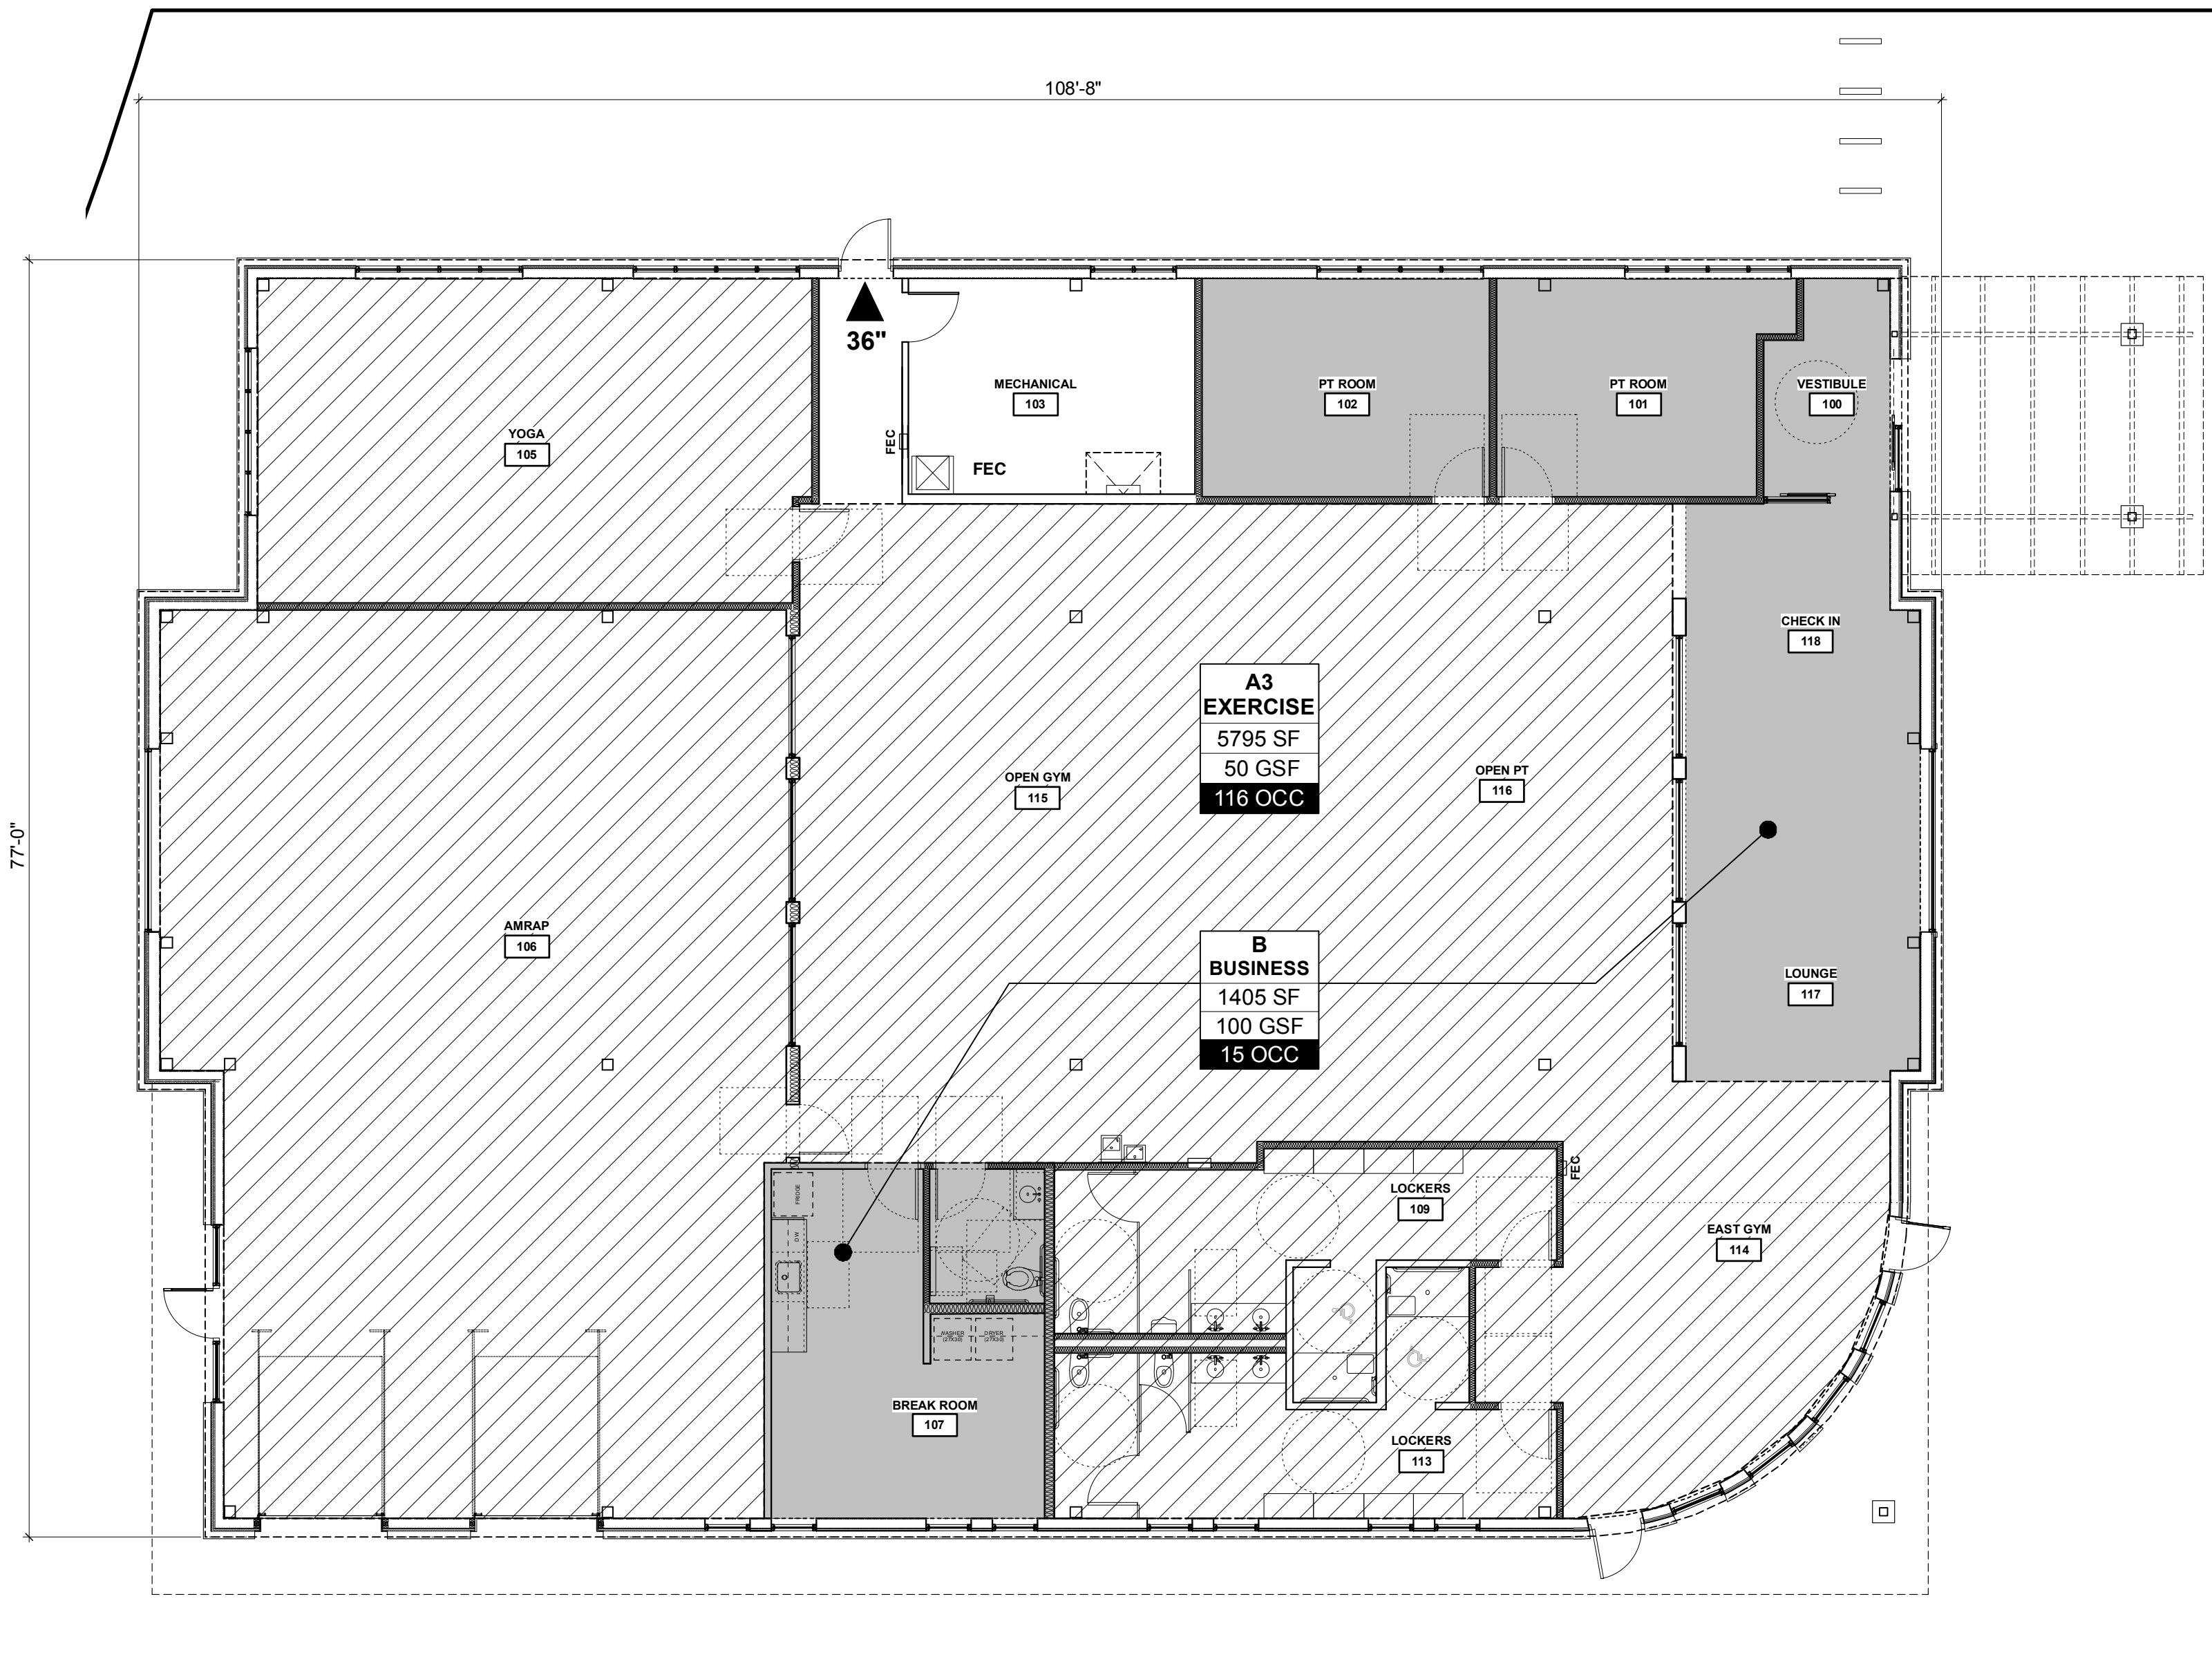 108'-8"
77'-0"
36"
MECHANICAL
103
PT ROOM
102
PT ROOM
101
VESTIBULE
100
YOGA
105
FEC
FEC
CHECK IN
118
A3
EXERCISE
5795 SF
50 GSF
116 OCC
OPEN GYM
115
OPEN PT
116
AMRAP
106
B
BUSINESS
1405 SF
100 GSF
15 OCC
LOUNGE
117
FEC
FRIDGE
LOCKERS
109
DW
EAST GYM
114
WASHER
(27X30)
DRYER
(27X30)
BREAK ROOM
107
LOCKERS
113